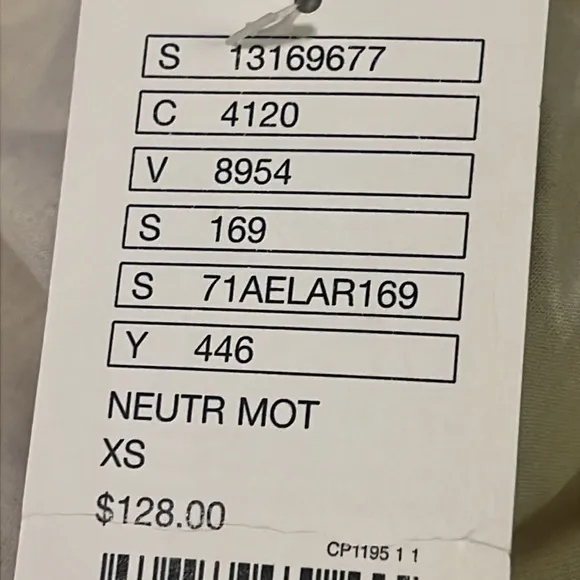 S 13169677
C 4120
V 8954
S 169
S 71AELAR169
Y 446
NEUTR MOT
XS
$128.00
CP1195 1 1